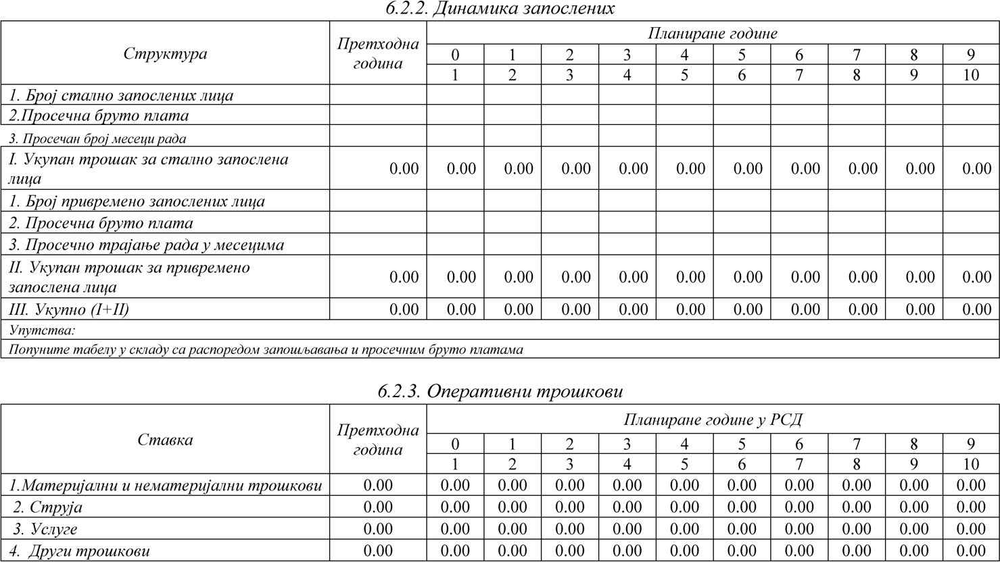 6.2.2. Динамика запослених
Структура
Претходна година
Планиране године
0 1 2 3 4 5 6 7 8 9
1 2 3 4 5 6 7 8 9 10
1. Број стално запослених лица
2.Просечна бруто плата
3. Просечан број месеци рада
I. Укупан трошак за стално запослена
лица
0.00 0.00 0.00 0.00 0.00 0.00 0.00 0.00 0.00 0.00 0.00
1. Број привремено запослених лица
2. Просечна бруто плата
3. Просечно трајање рада у месецима
II. Укупан трошак за привремено
запослена лица
0.00 0.00 0.00 0.00 0.00 0.00 0.00 0.00 0.00 0.00 0.00
III. Укупно (I+II) 0.00 0.00 0.00 0.00 0.00 0.00 0.00 0.00 0.00 0.00 0.00
Упутства:
Попуните табелу у складу са распоредом запошљавања и просечним бруто платама
6.2.3. Оперативни трошкови
Ставка
Претходна година
Планиране године у РСД
0 1 2 3 4 5 6 7 8 9
1 2 3 4 5 6 7 8 9 10
1.Материјални и нематеријални трошкови 0.00 0.00 0.00 0.00 0.00 0.00 0.00 0.00 0.00 0.00 0.00
2. Струја 0.00 0.00 0.00 0.00 0.00 0.00 0.00 0.00 0.00 0.00 0.00
3. Услуге 0.00 0.00 0.00 0.00 0.00 0.00 0.00 0.00 0.00 0.00 0.00
4. Други трошкови 0.00 0.00 0.00 0.00 0.00 0.00 0.00 0.00 0.00 0.00 0.00